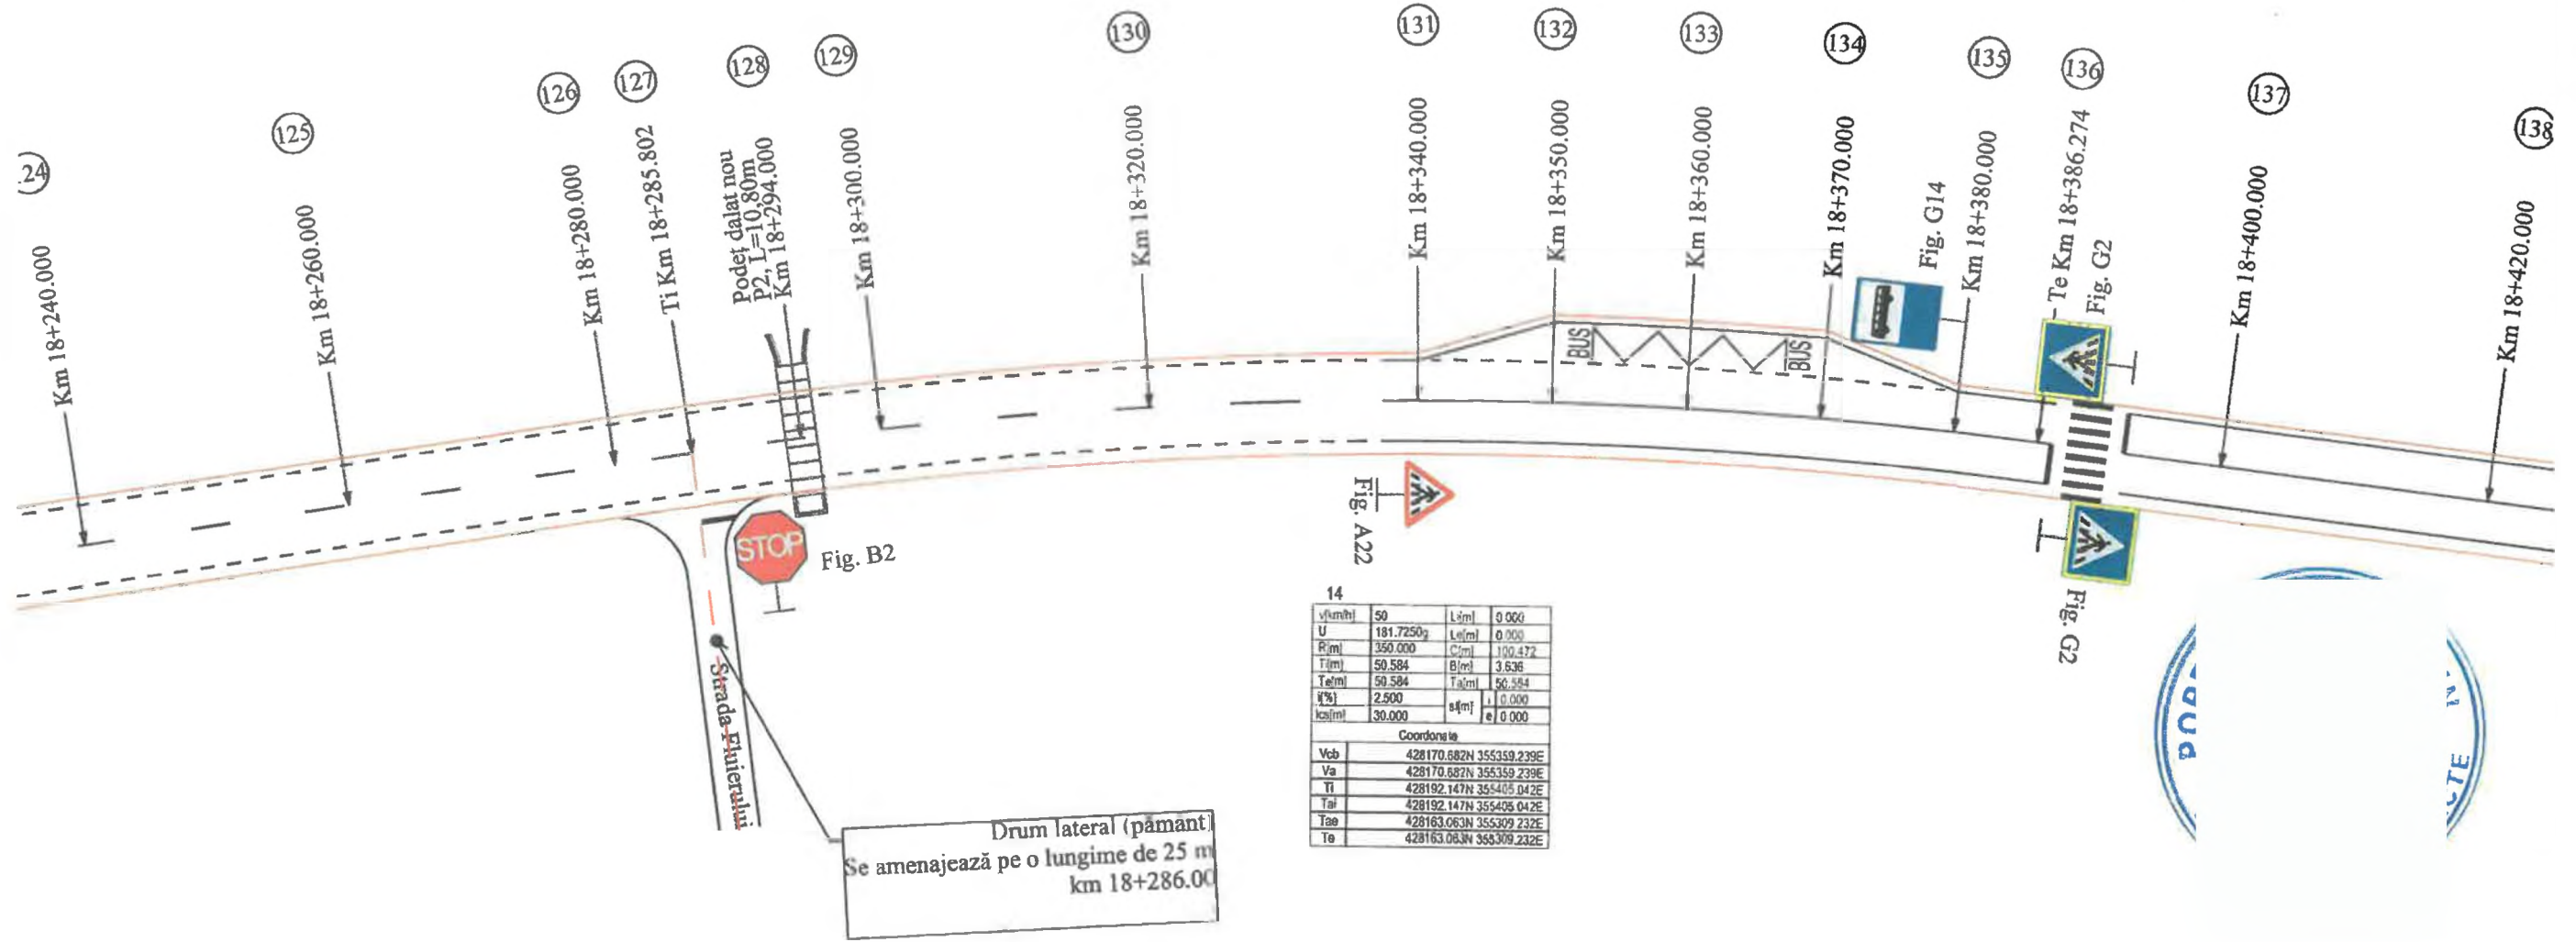 24
125
126
127
128
129
130
131
132
133
134
135
136
137
138
Km 18+240.000
Km 18+260.000
Km 18+280.000
Ti Km 18+285.802
Podeț dalat nou
P2, L=10,80m
Km 18+294.000
Km 18+300.000
Km 18+320.000
Km 18+340.000
Km 18+350.000
Km 18+360.000
Km 18+370.000
Fig. G14
Km 18+380.000
Te Km 18+386.274
Fig. G2
Km 18+400.000
Km 18+420.000
BUS
BUS
STOP
Fig. B2
Fig. A22
Fig. G2
Strada Fluierului
Drum lateral (pământ)
Se amenajează pe o lungime de 25 m
km 18+286.00
14
v[km/h] 50 Li[m] 0.000
U 181.7250g Le[m] 0.000
R[m] 350.000 C[m] 100.472
Ti[m] 50.584 B[m] 3.636
Te[m] 50.584 Ta[m] 50.584
i[%] 2.500 s[m] i 0.000
lcs[m] 30.000 e 0.000
Coordonate
Vcb 428170.682N 355359.239E
Va 428170.682N 355359.239E
Ti 428192.147N 355405.042E
Tai 428192.147N 355405.042E
Tae 428163.063N 355309.232E
Te 428163.063N 355309.232E